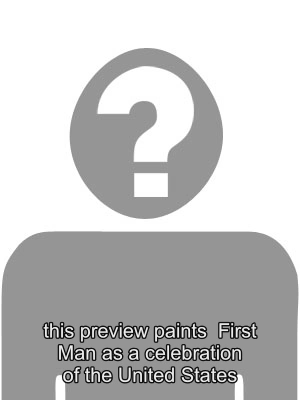 ?
this preview paints  First
Man as a celebration
of the United States